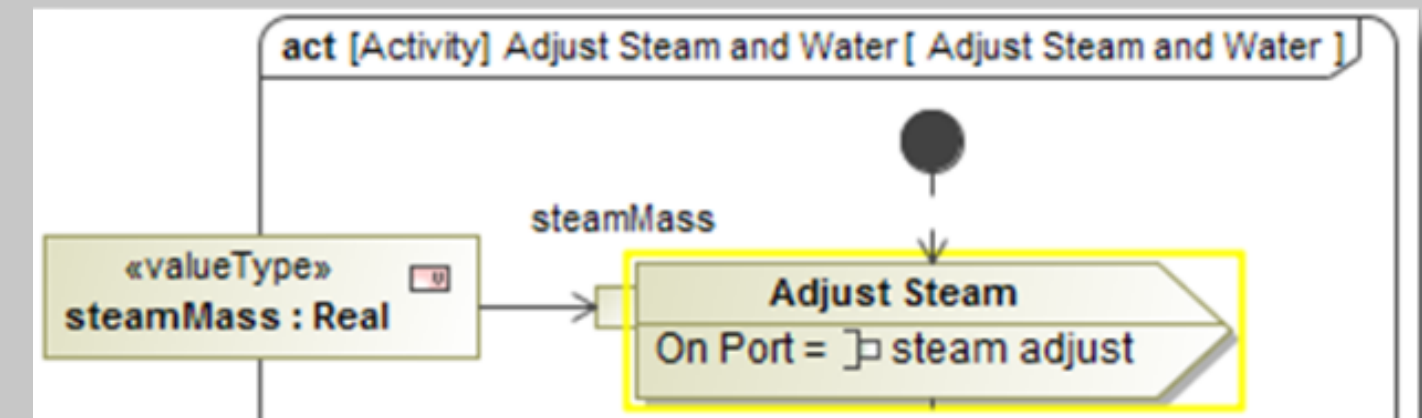 act [Activity] Adjust Steam and Water [ Adjust Steam and Water ]
steamMass
«valueType»
steamMass : Real
Adjust Steam
On Port = steam adjust